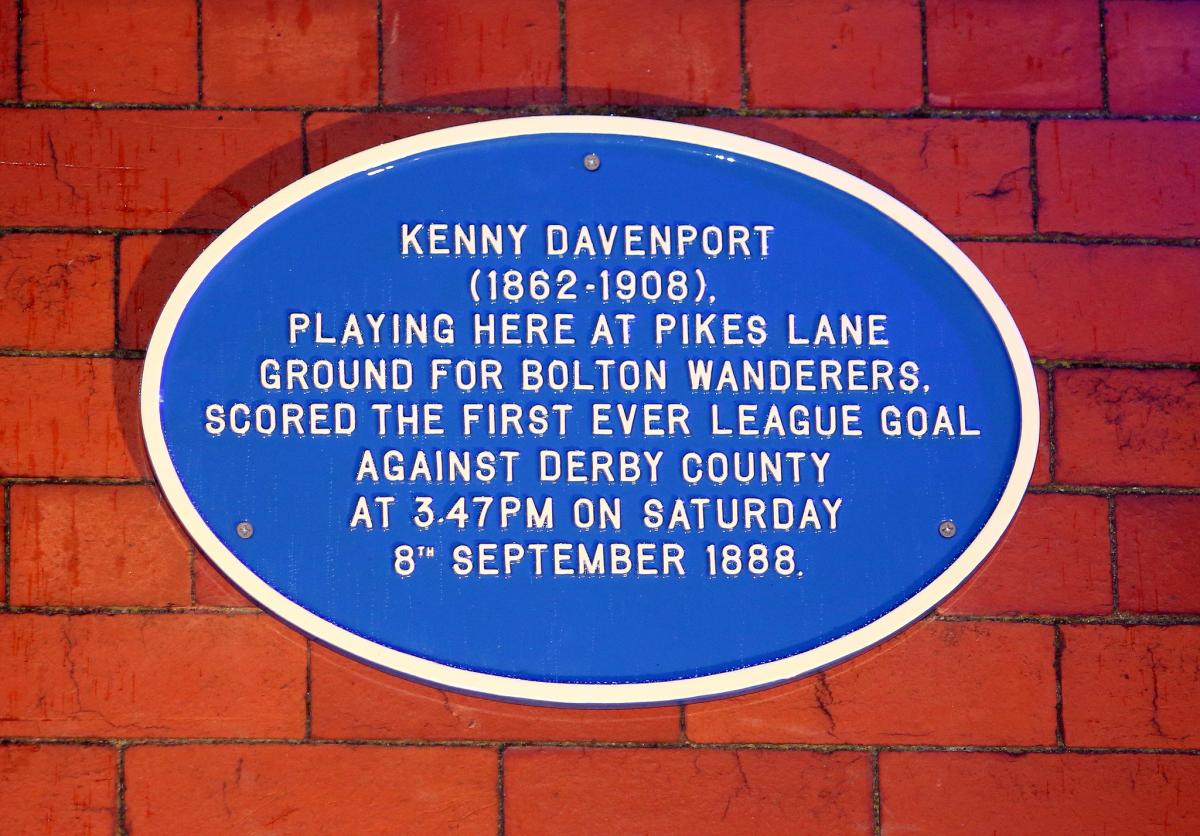 KENNY DAVENPORT
(1862-1908),
PLAYING HERE AT PIKES LANE
GROUND FOR BOLTON WANDERERS,
SCORED THE FIRST EVER LEAGUE GOAL
AGAINST DERBY COUNTY
AT 3.47PM ON SATURDAY
8TH SEPTEMBER 1888.